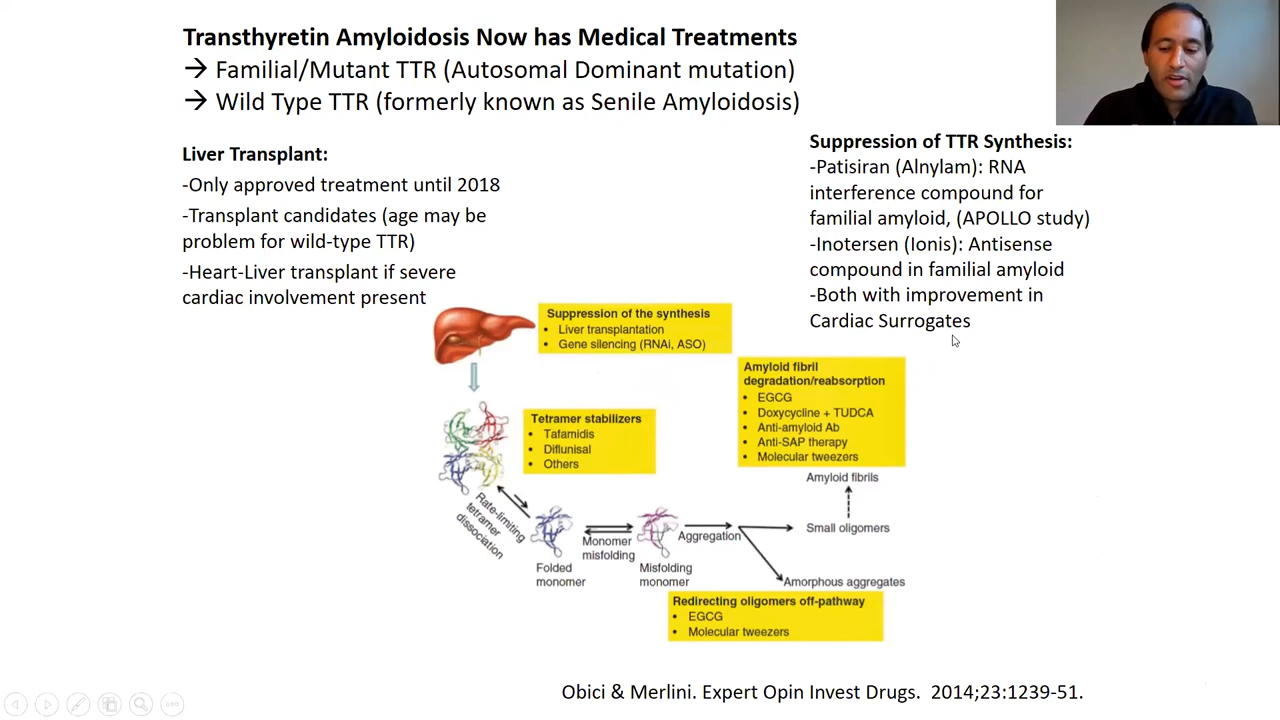 Transthyretin Amyloidosis Now has Medical Treatments
→ Familial/Mutant TTR (Autosomal Dominant mutation)
→ Wild Type TTR (formerly known as Senile Amyloidosis)
Liver Transplant:
-Only approved treatment until 2018
-Transplant candidates (age may be
problem for wild-type TTR)
-Heart-Liver transplant if severe
cardiac involvement present
Suppression of TTR Synthesis:
-Patisiran (Alnylam): RNA
interference compound for
familial amyloid, (APOLLO study)
-Inotersen (Ionis): Antisense
compound in familial amyloid
-Both with improvement in
Cardiac Surrogates
Suppression of the synthesis
• Liver transplantation
• Gene silencing (RNAi, ASO)
Tetramer stabilizers
• Tafamidis
• Diflunisal
• Others
Amyloid fibril
degradation/reabsorption
• EGCG
• Doxycycline + TUDCA
• Anti-amyloid Ab
• Anti-SAP therapy
• Molecular tweezers
Rate-limiting
tetramer
dissociation
Folded
monomer
Monomer
misfolding
Misfolding
monomer
Aggregation
Amyloid fibrils
Small oligomers
Amorphous aggregates
Redirecting oligomers off-pathway
• EGCG
• Molecular tweezers
Obici & Merlini. Expert Opin Invest Drugs. 2014;23:1239-51.